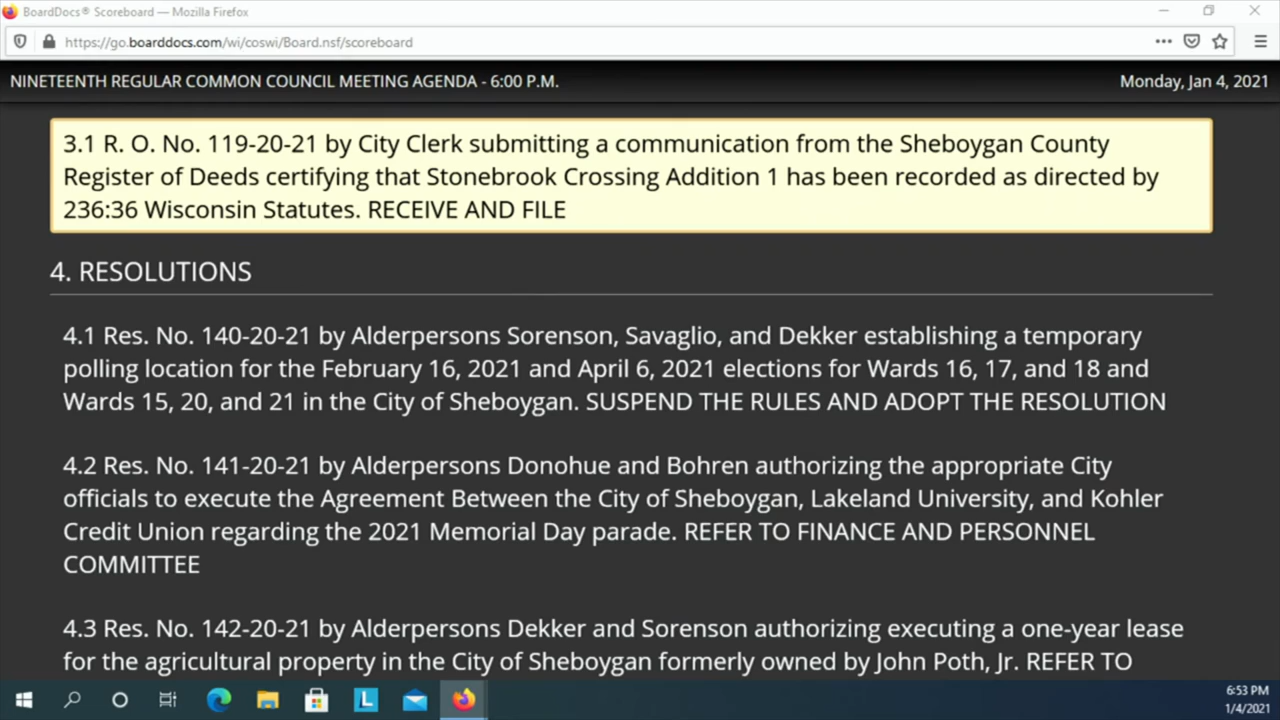 BoardDocs® Scoreboard — Mozilla Firefox
https://go.boarddocs.com/wi/coswi/Board.nsf/scoreboard
NINETEENTH REGULAR COMMON COUNCIL MEETING AGENDA - 6:00 P.M.
Monday, Jan 4, 2021
3.1 R. O. No. 119-20-21 by City Clerk submitting a communication from the Sheboygan County
Register of Deeds certifying that Stonebrook Crossing Addition 1 has been recorded as directed by
236:36 Wisconsin Statutes. RECEIVE AND FILE
4. RESOLUTIONS
4.1 Res. No. 140-20-21 by Alderpersons Sorenson, Savaglio, and Dekker establishing a temporary
polling location for the February 16, 2021 and April 6, 2021 elections for Wards 16, 17, and 18 and
Wards 15, 20, and 21 in the City of Sheboygan. SUSPEND THE RULES AND ADOPT THE RESOLUTION
4.2 Res. No. 141-20-21 by Alderpersons Donohue and Bohren authorizing the appropriate City
officials to execute the Agreement Between the City of Sheboygan, Lakeland University, and Kohler
Credit Union regarding the 2021 Memorial Day parade. REFER TO FINANCE AND PERSONNEL
COMMITTEE
4.3 Res. No. 142-20-21 by Alderpersons Dekker and Sorenson authorizing executing a one-year lease
for the agricultural property in the City of Sheboygan formerly owned by John Poth, Jr. REFER TO
L
6:53 PM
1/4/2021